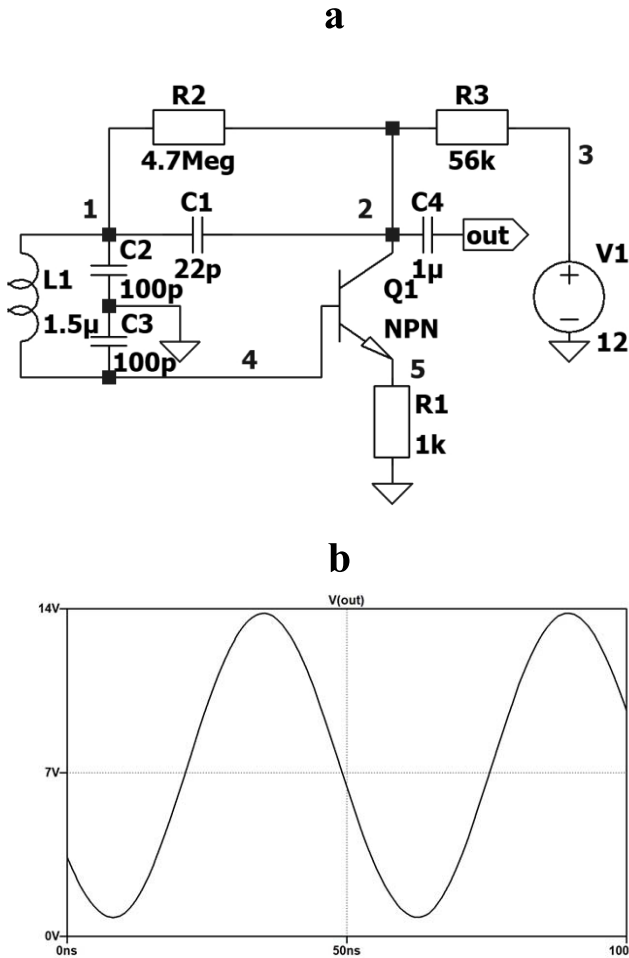 a
R2
4.7Meg
R3
56k
3
1
C1
22p
2
C4
1µ
out
V1
12
L1
1.5µ
C2
100p
C3
100p
4
Q1
NPN
5
R1
1k
b
V(out)
14V
7V
0V
0ns
50ns
100